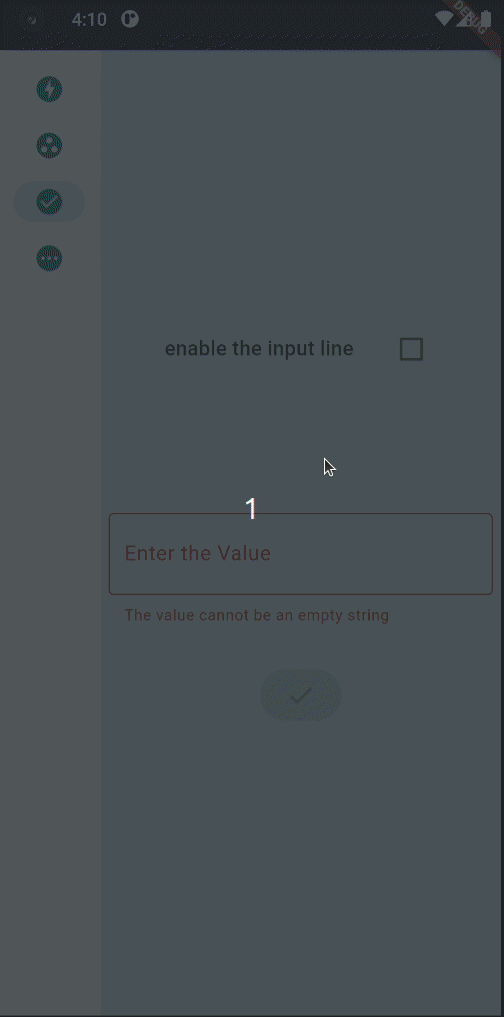 4:10
DEBUG
enable the input line
1
Enter the Value
The value cannot be an empty string